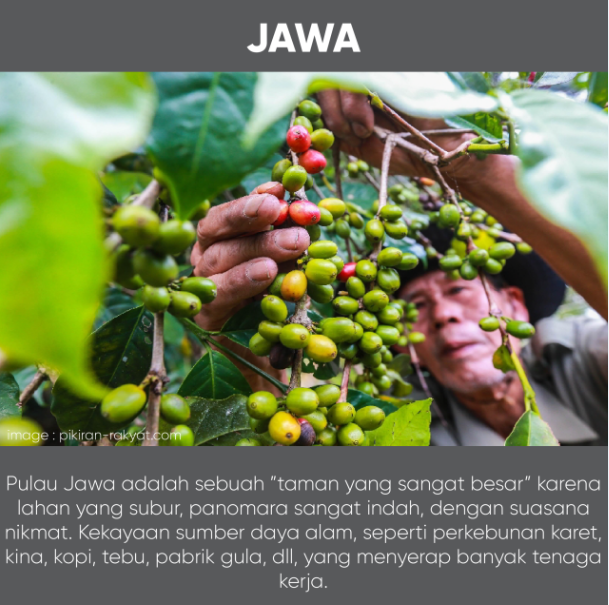 JAWA
image : pikiran-rakyat.com
Pulau Jawa adalah sebuah "taman yang sangat besar" karena
lahan yang subur, panomara sangat indah, dengan suasana
nikmat. Kekayaan sumber daya alam, seperti perkebunan karet,
kina, kopi, tebu, pabrik gula, dll, yang menyerap banyak tenaga
kerja.